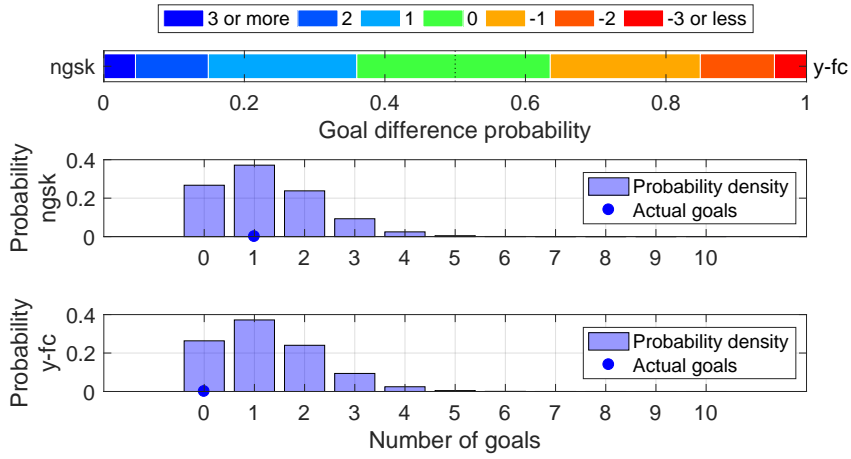 3 or more 2 1 0 -1 -2 -3 or less
ngsk y-fc
0 0.2 0.4 0.6 0.8 1
Goal difference probability
Probability
ngsk
0.4
0.2
0
Probability density
Actual goals
0 1 2 3 4 5 6 7 8 9 10
Probability
y-fc
0.4
0.2
0
Probability density
Actual goals
0 1 2 3 4 5 6 7 8 9 10
Number of goals